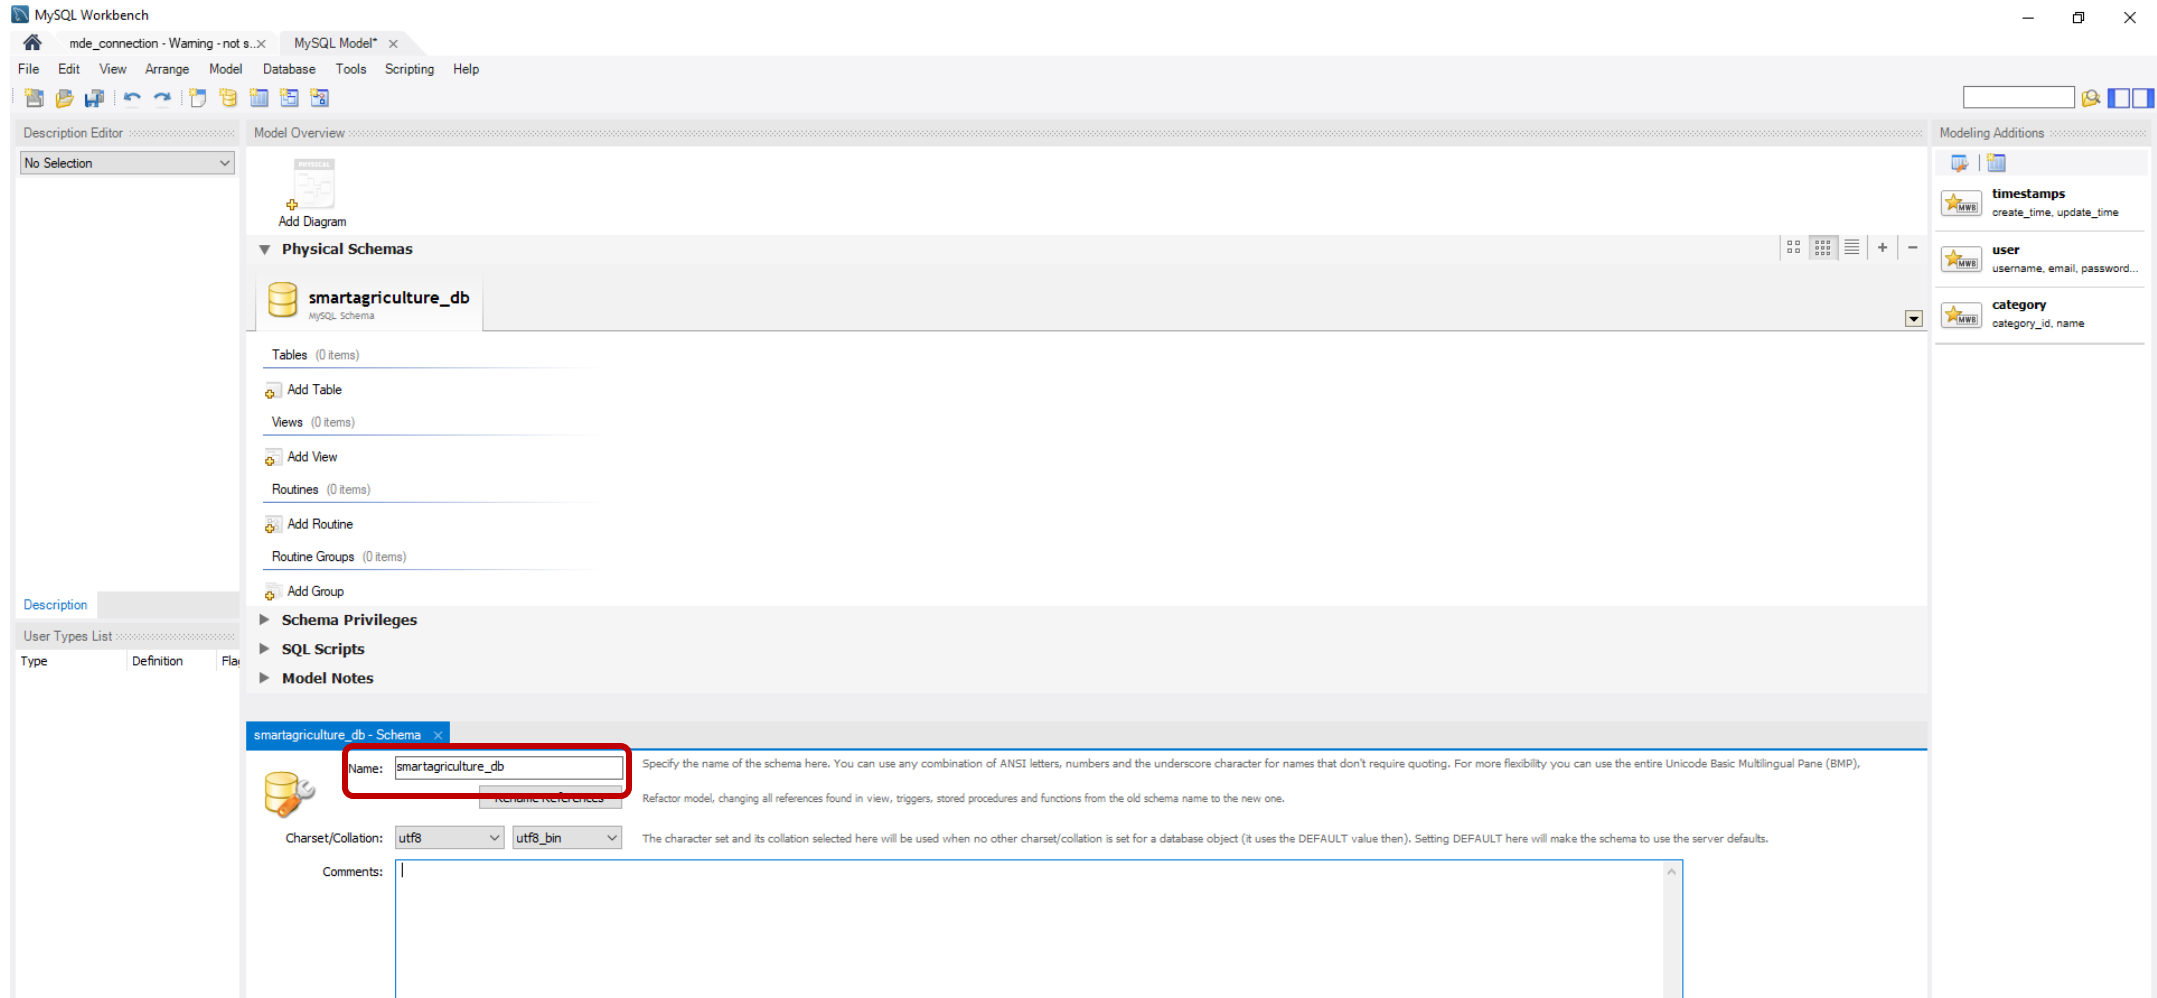 MySQL Workbench
mde_connection - Warning - not s..× MySQL Model* ×
File Edit View Arrange Model Database Tools Scripting Help
Description Editor
No Selection
Description
User Types List
Type Definition Flag
Model Overview
PHYSICAL
Add Diagram
Physical Schemas
smartagriculture_db
MySQL Schema
Tables (0 items)
Add Table
Views (0 items)
Add View
Routines (0 items)
Add Routine
Routine Groups (0 items)
Add Group
Schema Privileges
SQL Scripts
Model Notes
smartagriculture_db - Schema ×
Name: smartagriculture_db Specify the name of the schema here. You can use any combination of ANSI letters, numbers and the underscore character for names that don't require quoting. For more flexibility you can use the entire Unicode Basic Multilingual Pane (BMP),
Rename References Refactor model, changing all references found in view, triggers, stored procedures and functions from the old schema name to the new one.
Charset/Collation: utf8 utf8_bin The character set and its collation selected here will be used when no other charset/collation is set for a database object (it uses the DEFAULT value then). Setting DEFAULT here will make the schema to use the server defaults.
Comments:
Modeling Additions
MWB
timestamps
create_time, update_time
MWB
user
username, email, password...
MWB
category
category_id, name